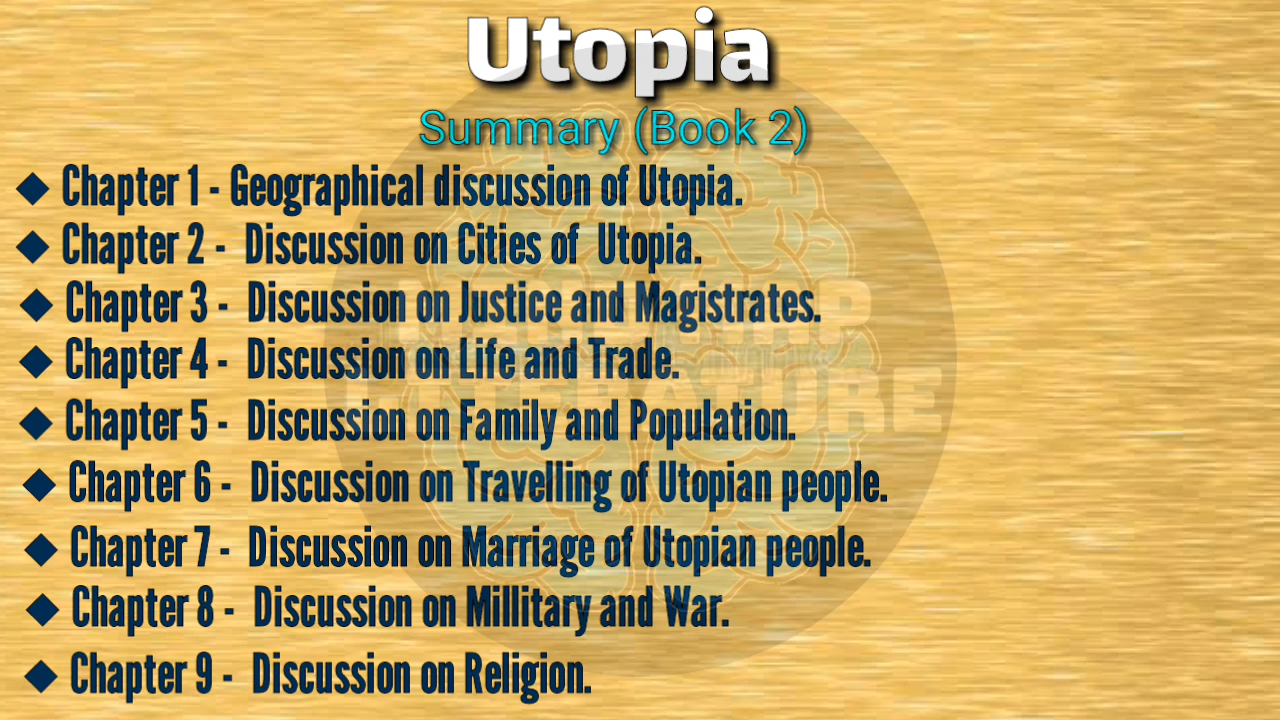 Utopia
Summary (Book 2)
◆ Chapter 1 - Geographical discussion of Utopia.
◆ Chapter 2 - Discussion on Cities of Utopia.
◆ Chapter 3 - Discussion on Justice and Magistrates.
◆ Chapter 4 - Discussion on Life and Trade.
◆ Chapter 5 - Discussion on Family and Population.
◆ Chapter 6 - Discussion on Travelling of Utopian people.
◆ Chapter 7 - Discussion on Marriage of Utopian people.
◆ Chapter 8 - Discussion on Millitary and War.
◆ Chapter 9 - Discussion on Religion.